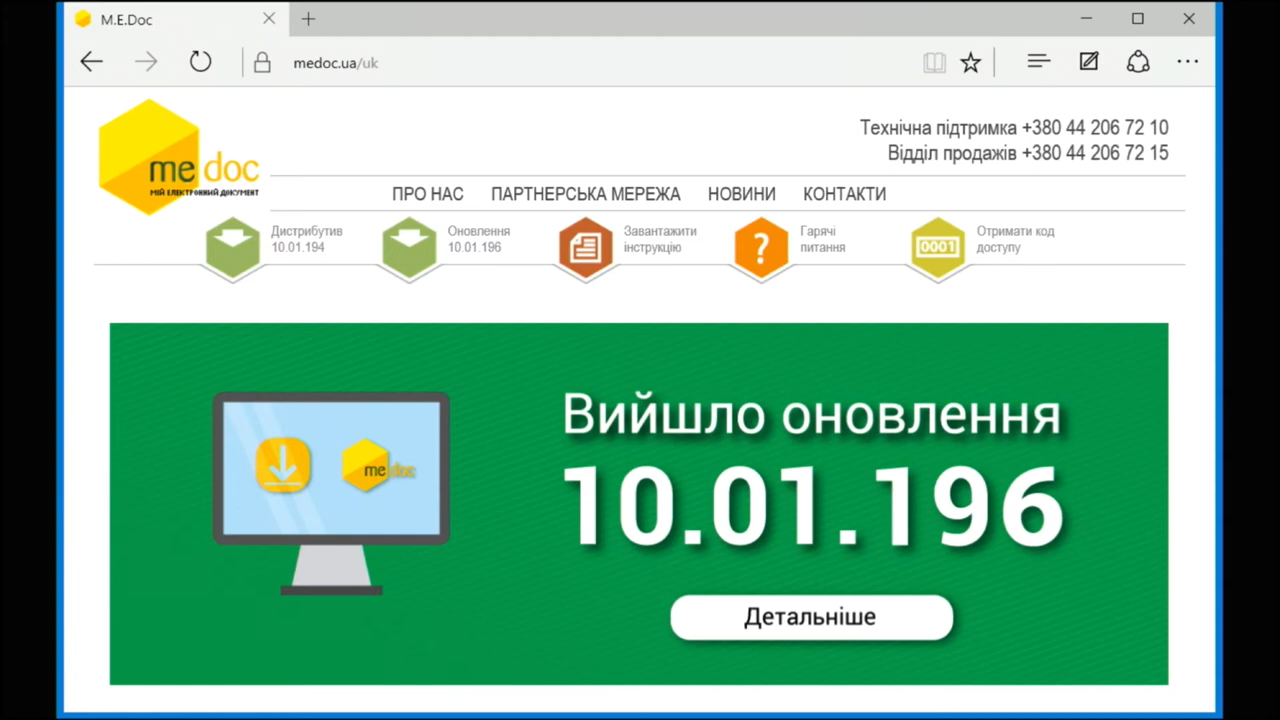 M.E.Doc
medoc.ua/uk
me doc
МІЙ ЕЛЕКТРОННИЙ ДОКУМЕНТ
Технічна підтримка +380 44 206 72 10
Відділ продажів +380 44 206 72 15
ПРО НАС ПАРТНЕРСЬКА МЕРЕЖА НОВИНИ КОНТАКТИ
Дистрибутив
10.01.194
Оновлення
10.01.196
Завантажити
інструкцію
?
Гарячі
питання
0001
Отримати код
доступу
me doc
Вийшло оновлення
10.01.196
Детальніше